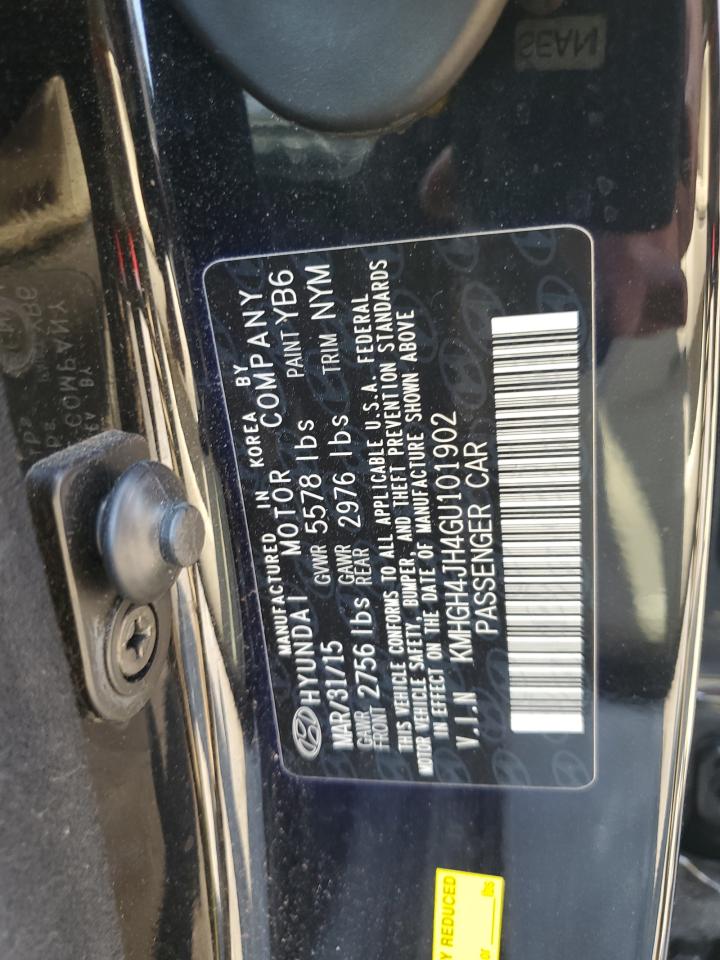 MANUFACTURED IN KOREA BY
HYUNDAI MOTOR COMPANY
MAR/31/15 GVWR 5578 lbs PAINT YB6
GAWR FRONT 2756 lbs GAWR REAR 2976 lbs TRIM NYM
THIS VEHICLE CONFORMS TO ALL APPLICABLE U.S.A. FEDERAL
MOTOR VEHICLE SAFETY, BUMPER, AND THEFT PREVENTION STANDARDS
IN EFFECT ON THE DATE OF MANUFACTURE SHOWN ABOVE
V.I.N KMHGH4JH4GU101902
PASSENGER CAR
Y REDUCED
or lbs